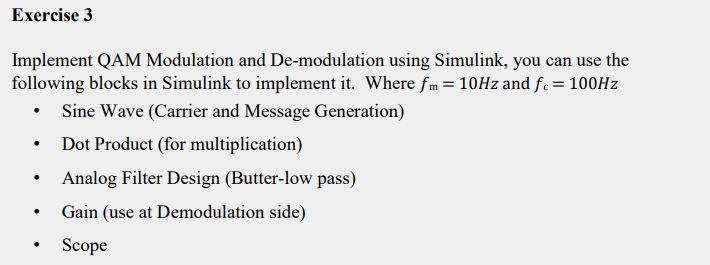 Exercise 3
Implement QAM Modulation and De-modulation using Simulink, you can use the
following blocks in Simulink to implement it.  Where fm = 10Hz and fc = 100Hz
• Sine Wave (Carrier and Message Generation)
• Dot Product (for multiplication)
• Analog Filter Design (Butter-low pass)
• Gain (use at Demodulation side)
• Scope